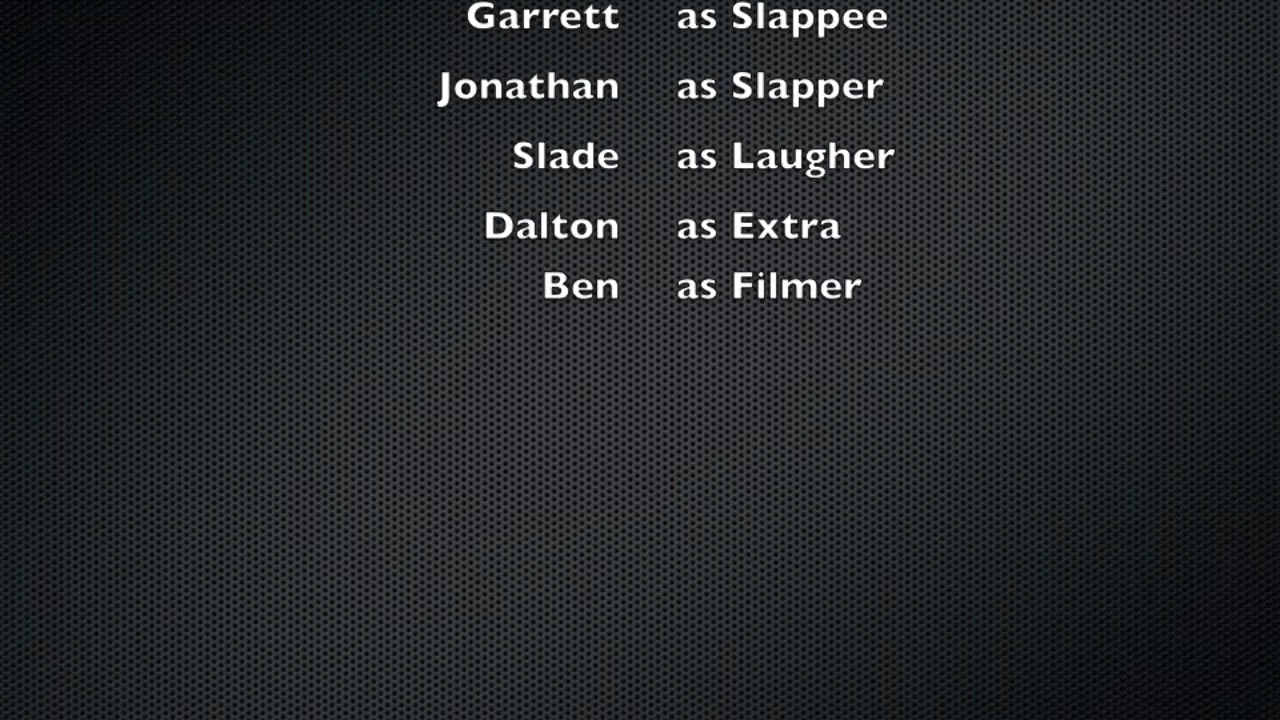 Garrett as Slappee
Jonathan as Slapper
Slade as Laugher
Dalton as Extra
Ben as Filmer